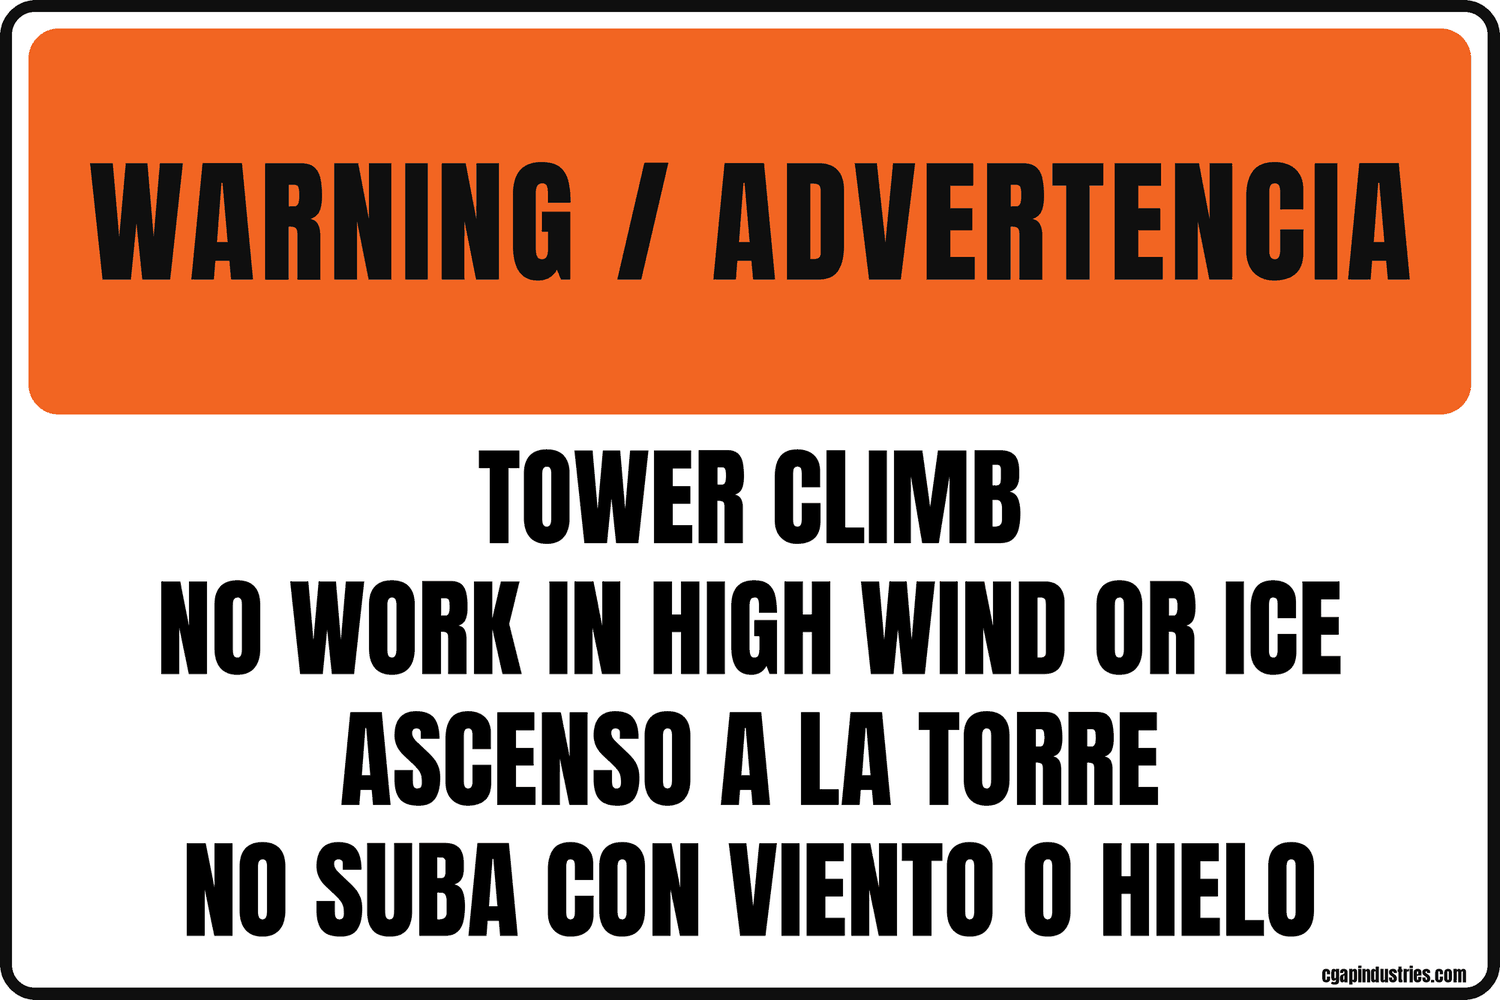 WARNING / ADVERTENCIA
TOWER CLIMB
NO WORK IN HIGH WIND OR ICE
ASCENSO A LA TORRE
NO SUBA CON VIENTO O HIELO
cgapindustries.com